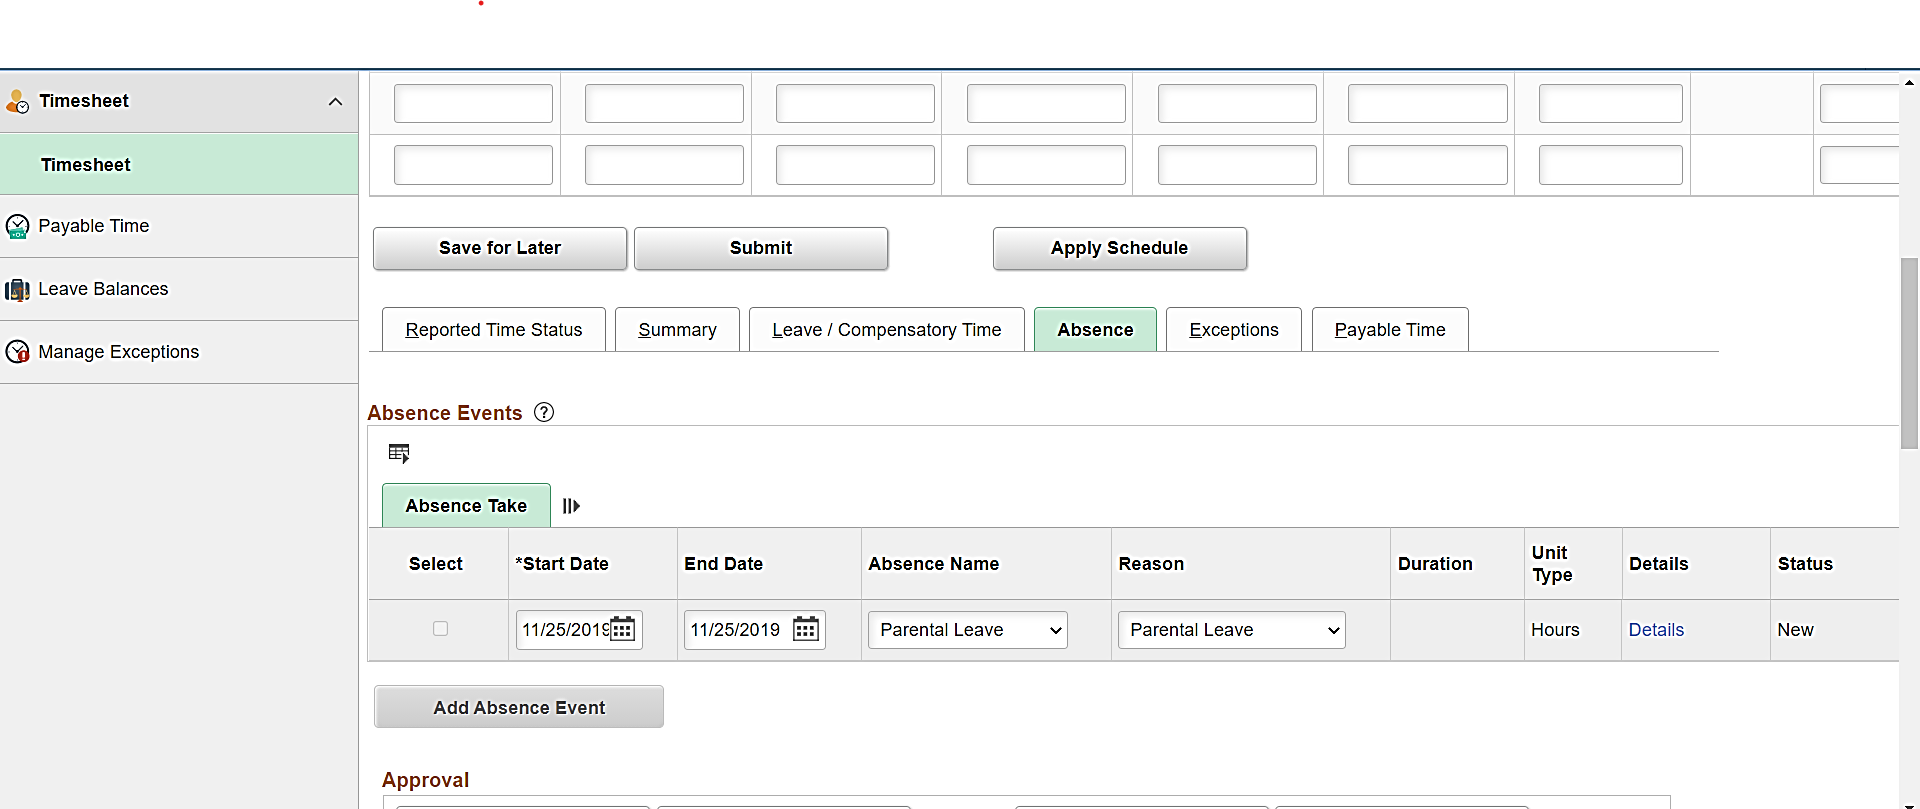 Timesheet
Timesheet
Payable Time
Leave Balances
Manage Exceptions
Save for Later Submit Apply Schedule
Reported Time Status Summary Leave / Compensatory Time Absence Exceptions Payable Time
Absence Events ?
Absence Take
Select *Start Date End Date Absence Name Reason Duration Unit Type Details Status
11/25/2019 11/25/2019 Parental Leave Parental Leave Hours Details New
Add Absence Event
Approval